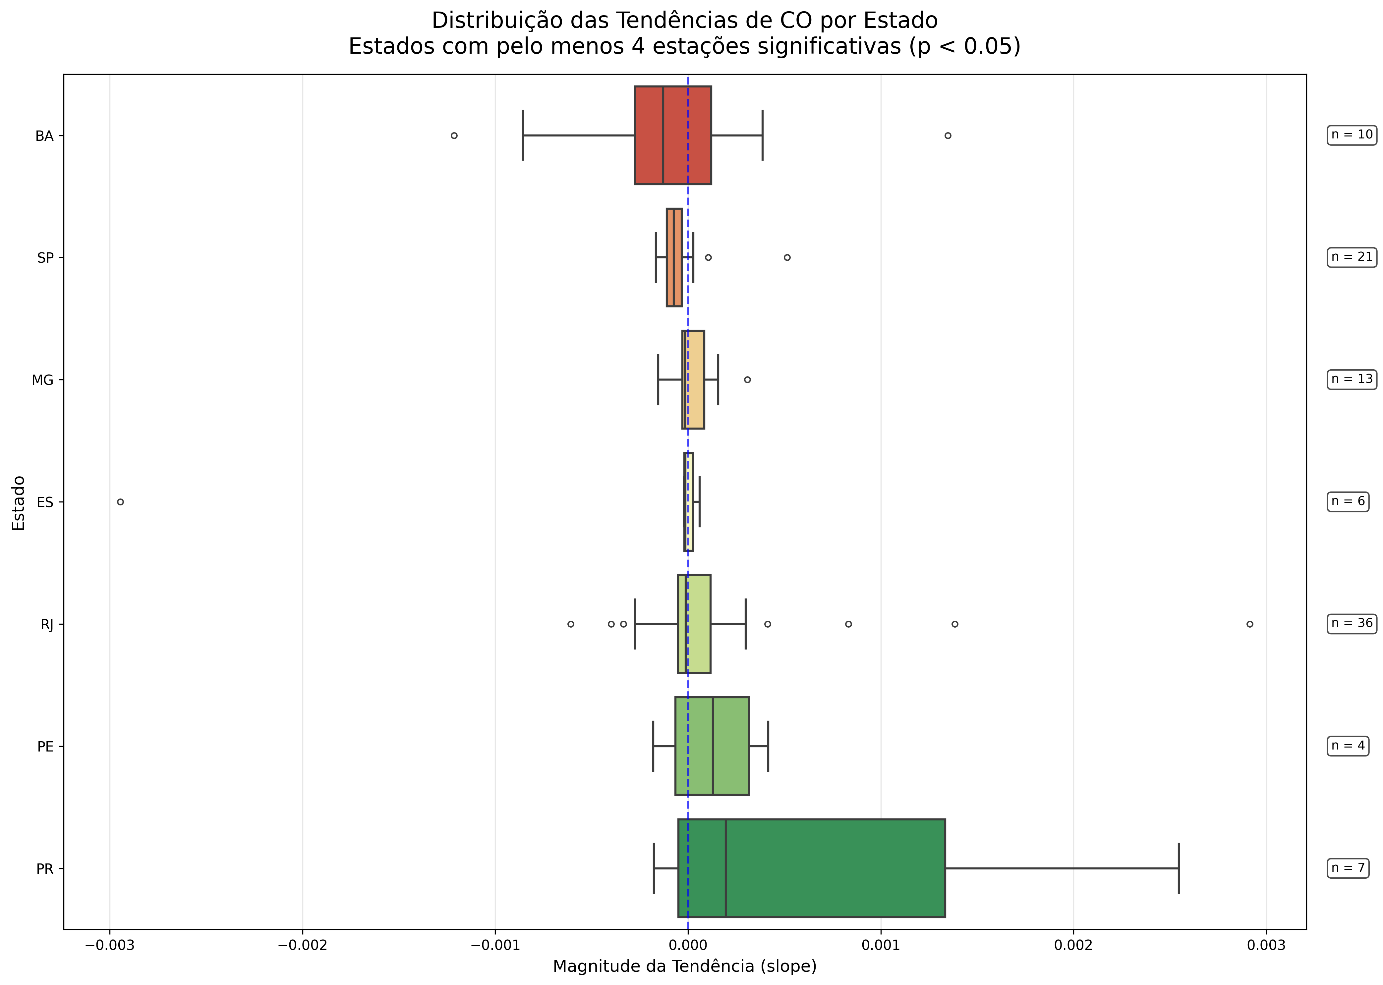 Distribuição das Tendências de CO por Estado
Estados com pelo menos 4 estações significativas (p < 0.05)
BA
n = 10
SP
n = 21
MG
n = 13
ES
n = 6
RJ
n = 36
PE
n = 4
PR
n = 7
Estado
−0.003 −0.002 −0.001 0.000 0.001 0.002 0.003
Magnitude da Tendência (slope)